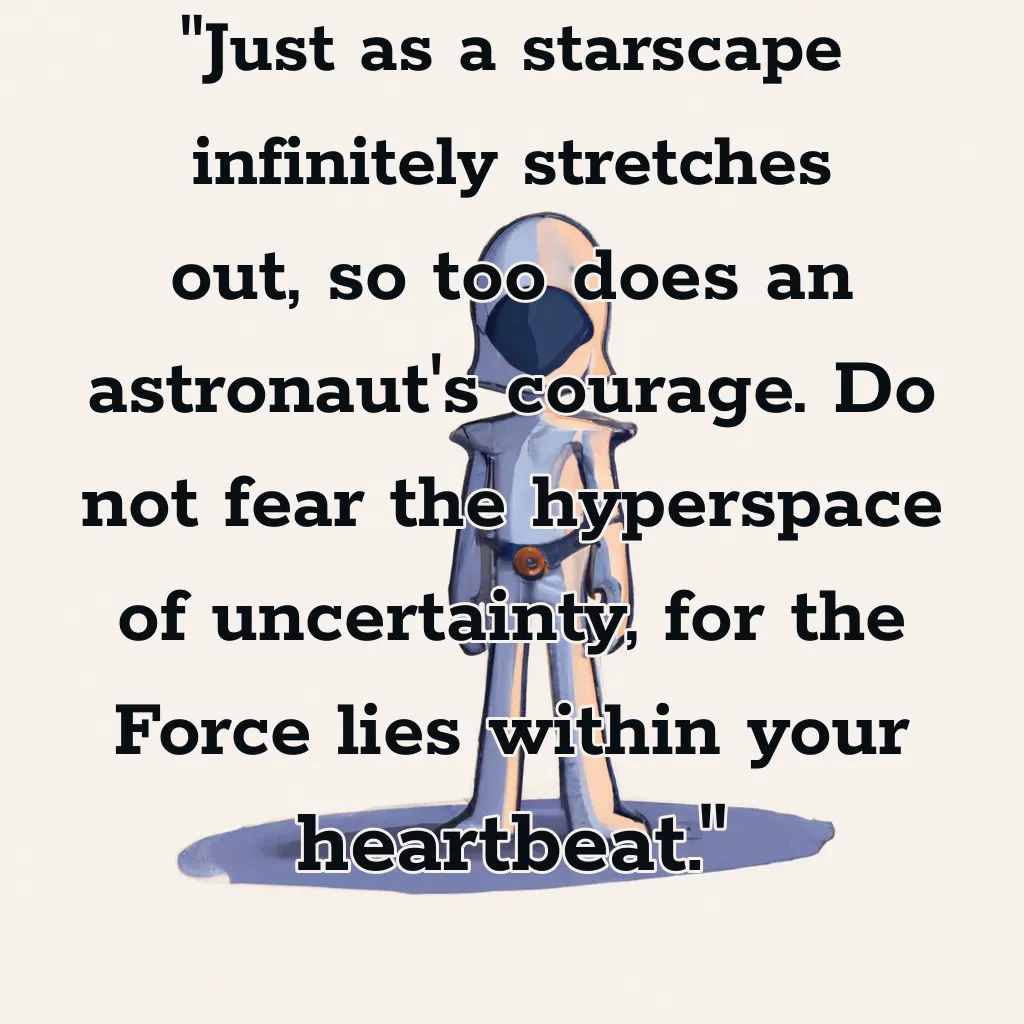 "Just as a starscape
infinitely stretches
out, so too does an
astronaut's courage. Do
not fear the hyperspace
of uncertainty, for the
Force lies within your
heartbeat."